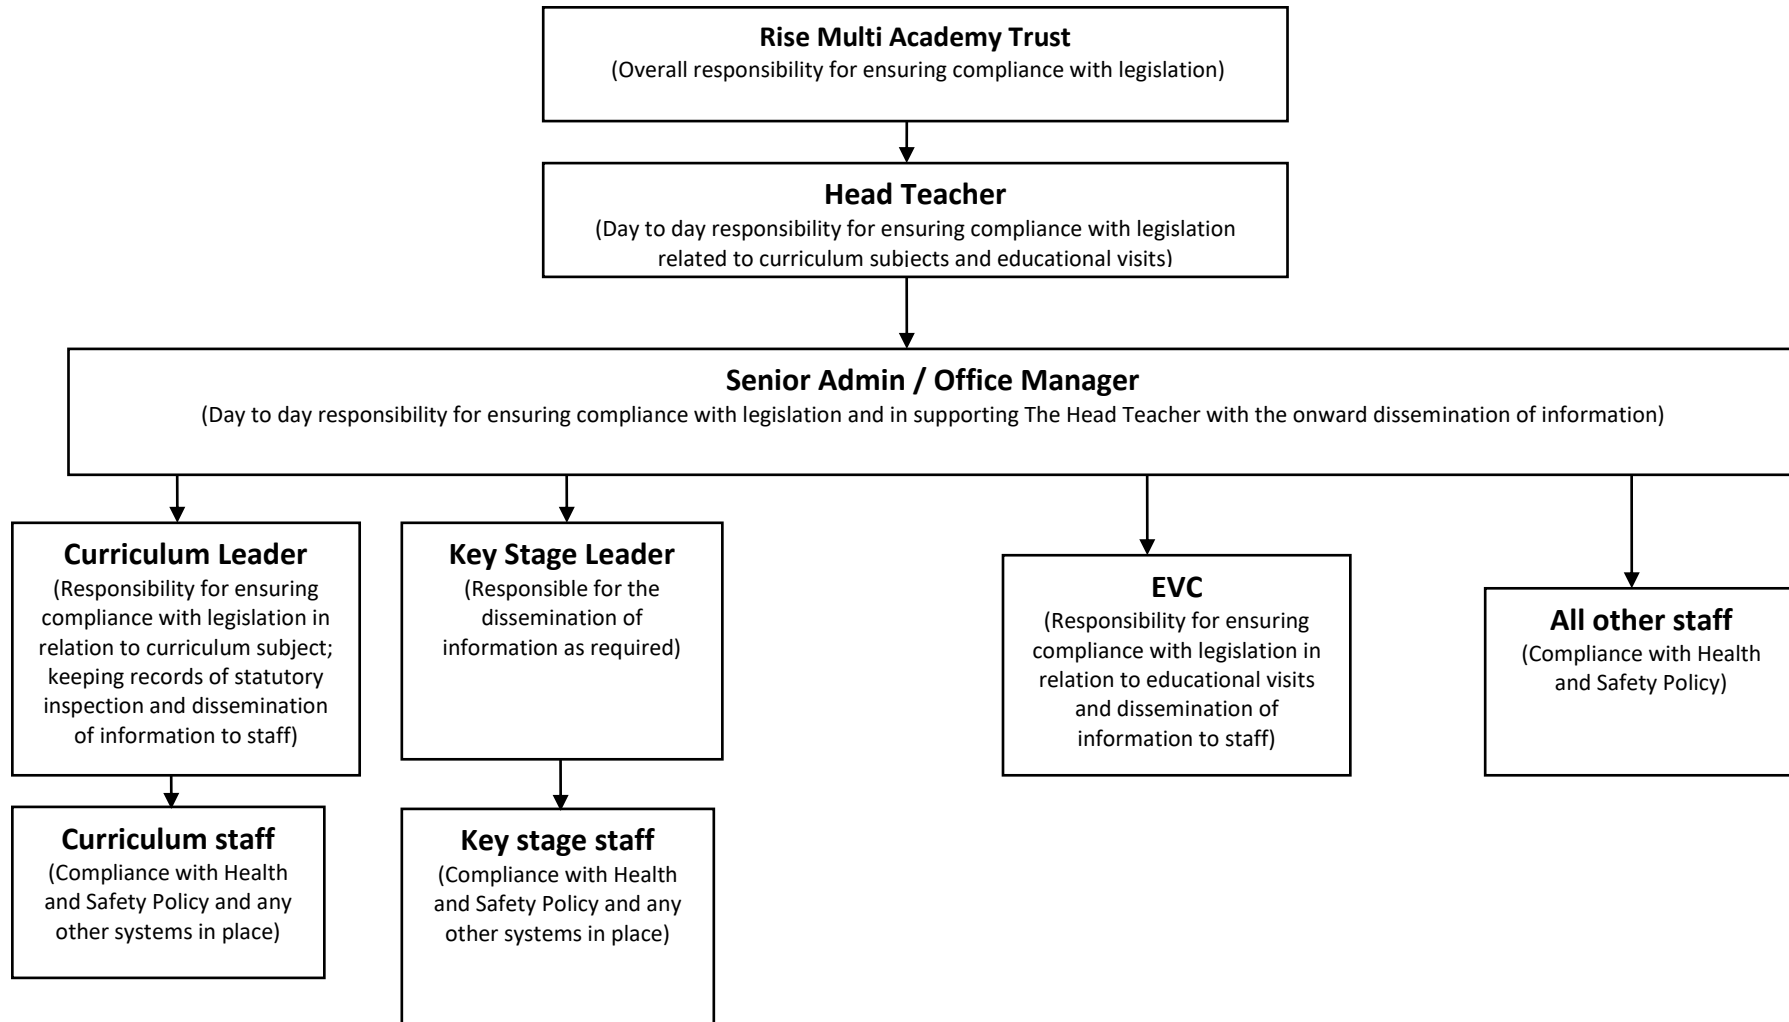 Rise Multi Academy Trust
(Overall responsibility for ensuring compliance with legislation)
Head Teacher
(Day to day responsibility for ensuring compliance with legislation
related to curriculum subjects and educational visits)
Senior Admin / Office Manager
(Day to day responsibility for ensuring compliance with legislation and in supporting The Head Teacher with the onward dissemination of information)
Curriculum Leader
(Responsibility for ensuring
compliance with legislation in
relation to curriculum subject;
keeping records of statutory
inspection and dissemination
of information to staff)
Key Stage Leader
(Responsible for the
dissemination of
information as required)
EVC
(Responsibility for ensuring
compliance with legislation in
relation to educational visits
and dissemination of
information to staff)
All other staff
(Compliance with Health
and Safety Policy)
Curriculum staff
(Compliance with Health
and Safety Policy and any
other systems in place)
Key stage staff
(Compliance with Health
and Safety Policy and any
other systems in place)